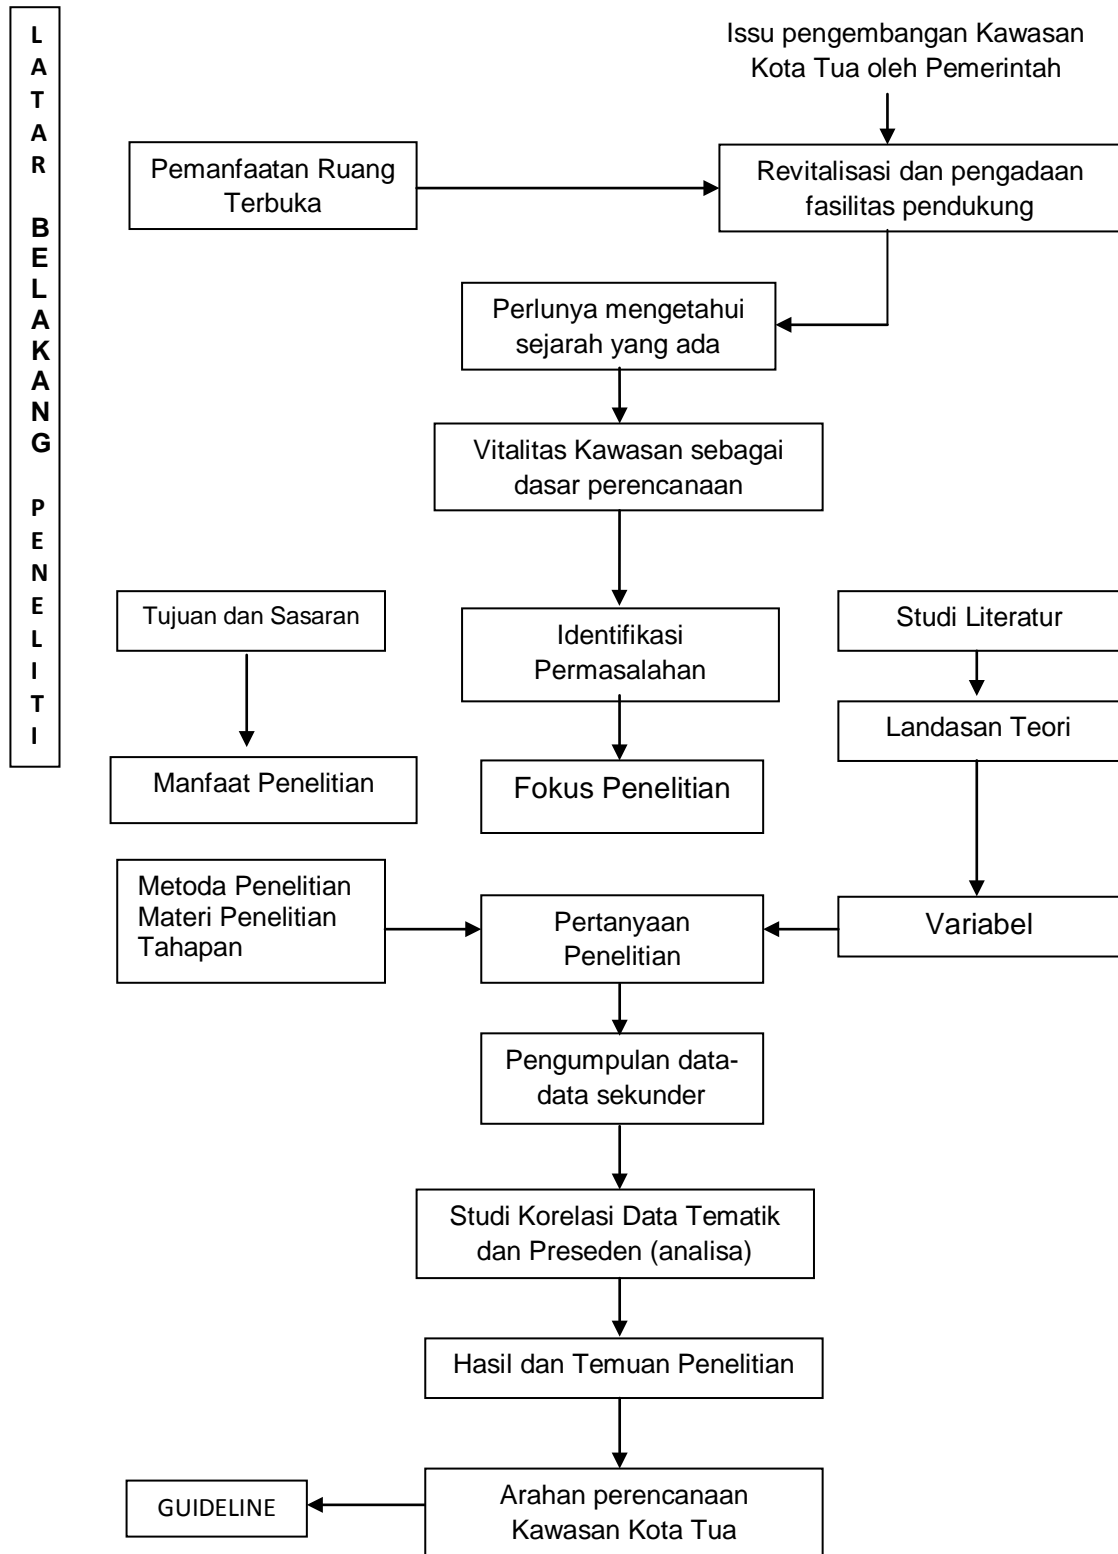 LATAR BELAKANG PENELITI
Issu pengembangan Kawasan
Kota Tua oleh Pemerintah
Pemanfaatan Ruang
Terbuka
Revitalisasi dan pengadaan
fasilitas pendukung
Perlunya mengetahui
sejarah yang ada
Vitalitas Kawasan sebagai
dasar perencanaan
Tujuan dan Sasaran
Identifikasi
Permasalahan
Studi Literatur
Landasan Teori
Manfaat Penelitian
Fokus Penelitian
Metoda Penelitian
Materi Penelitian
Tahapan
Pertanyaan
Penelitian
Variabel
Pengumpulan data-
data sekunder
Studi Korelasi Data Tematik
dan Preseden (analisa)
Hasil dan Temuan Penelitian
GUIDELINE
Arahan perencanaan
Kawasan Kota Tua